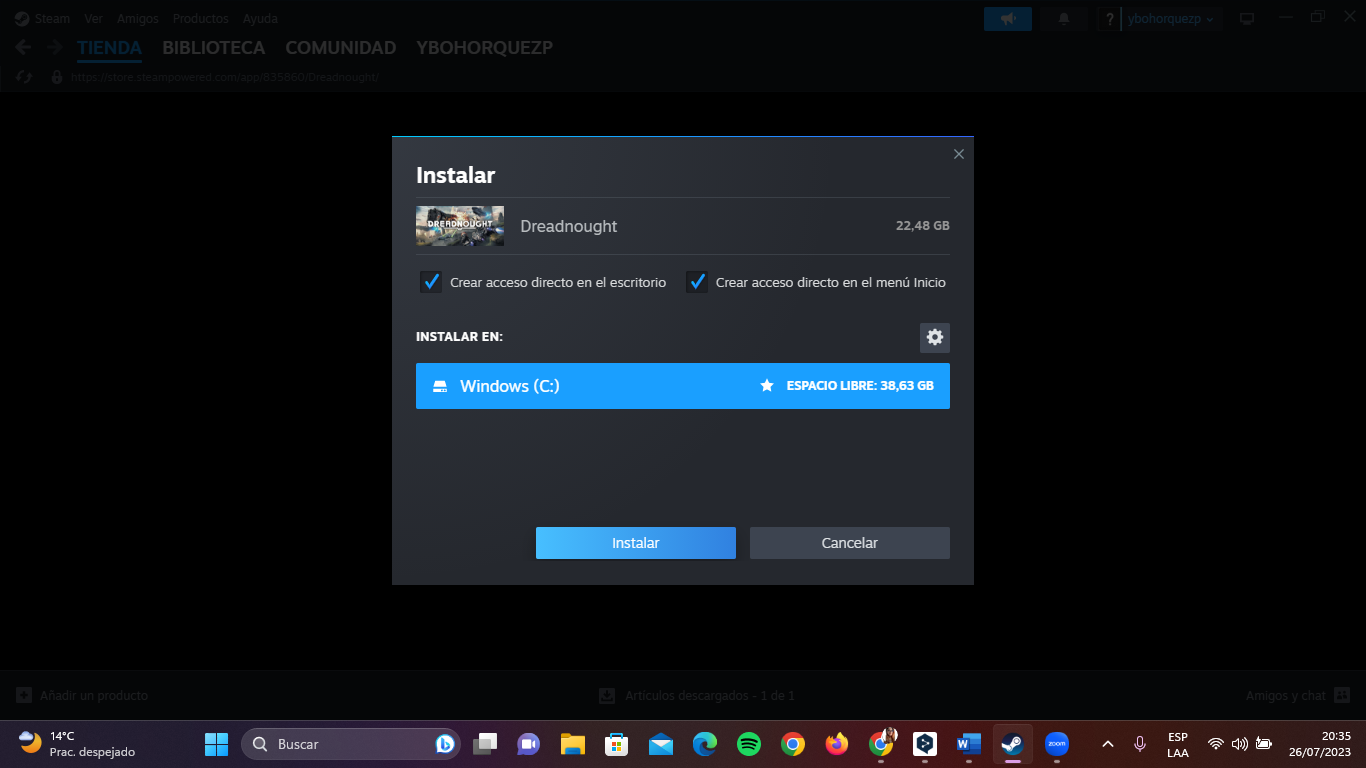 Steam Ver Amigos Productos Ayuda
? ybohorquezp
TIENDA BIBLIOTECA COMUNIDAD YBOHORQUEZP
https://store.steampowered.com/app/835860/Dreadnought/
Instalar
DREADNOUGHT
Dreadnought
22,48 GB
Crear acceso directo en el escritorio
Crear acceso directo en el menú Inicio
INSTALAR EN:
Windows (C:)
ESPACIO LIBRE: 38,63 GB
Instalar
Cancelar
Añadir un producto
Artículos descargados - 1 de 1
Amigos y chat
14°C
Prac. despejado
Buscar
zoom
ESP
LAA
20:35
26/07/2023